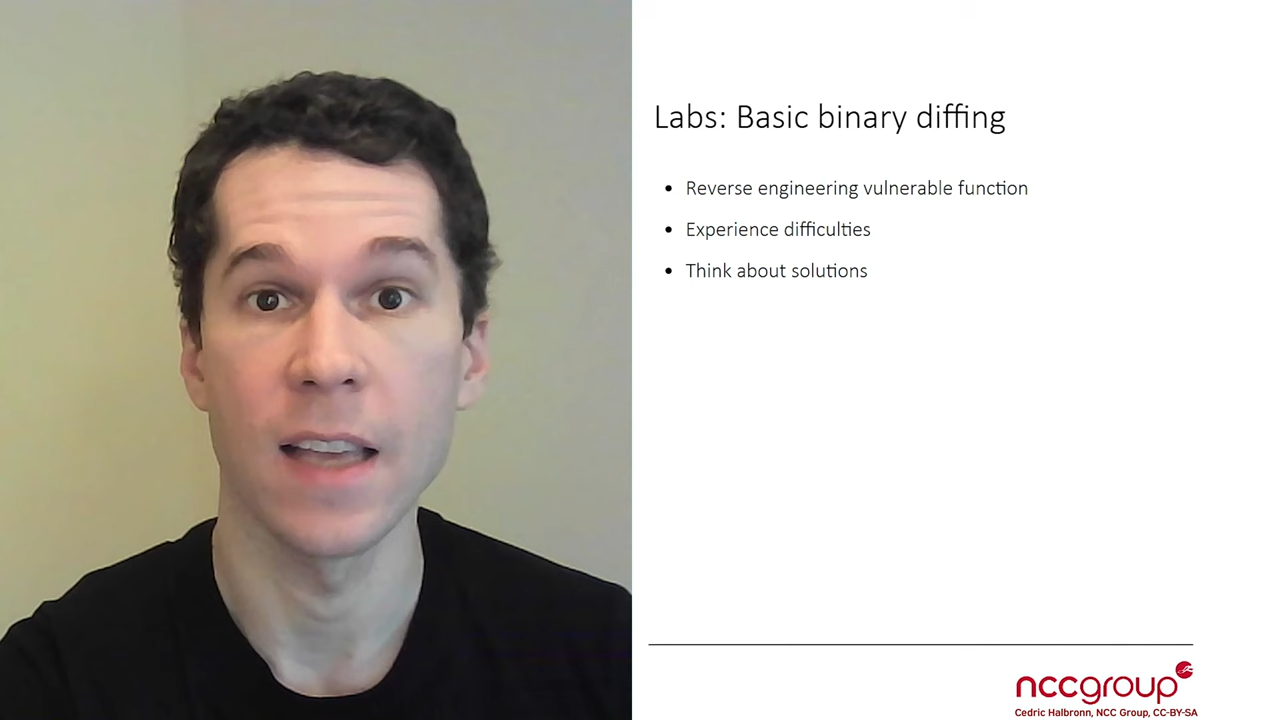 Labs: Basic binary diffing
• Reverse engineering vulnerable function
• Experience difficulties
• Think about solutions
nccgroup
Cedric Halbronn, NCC Group, CC-BY-SA